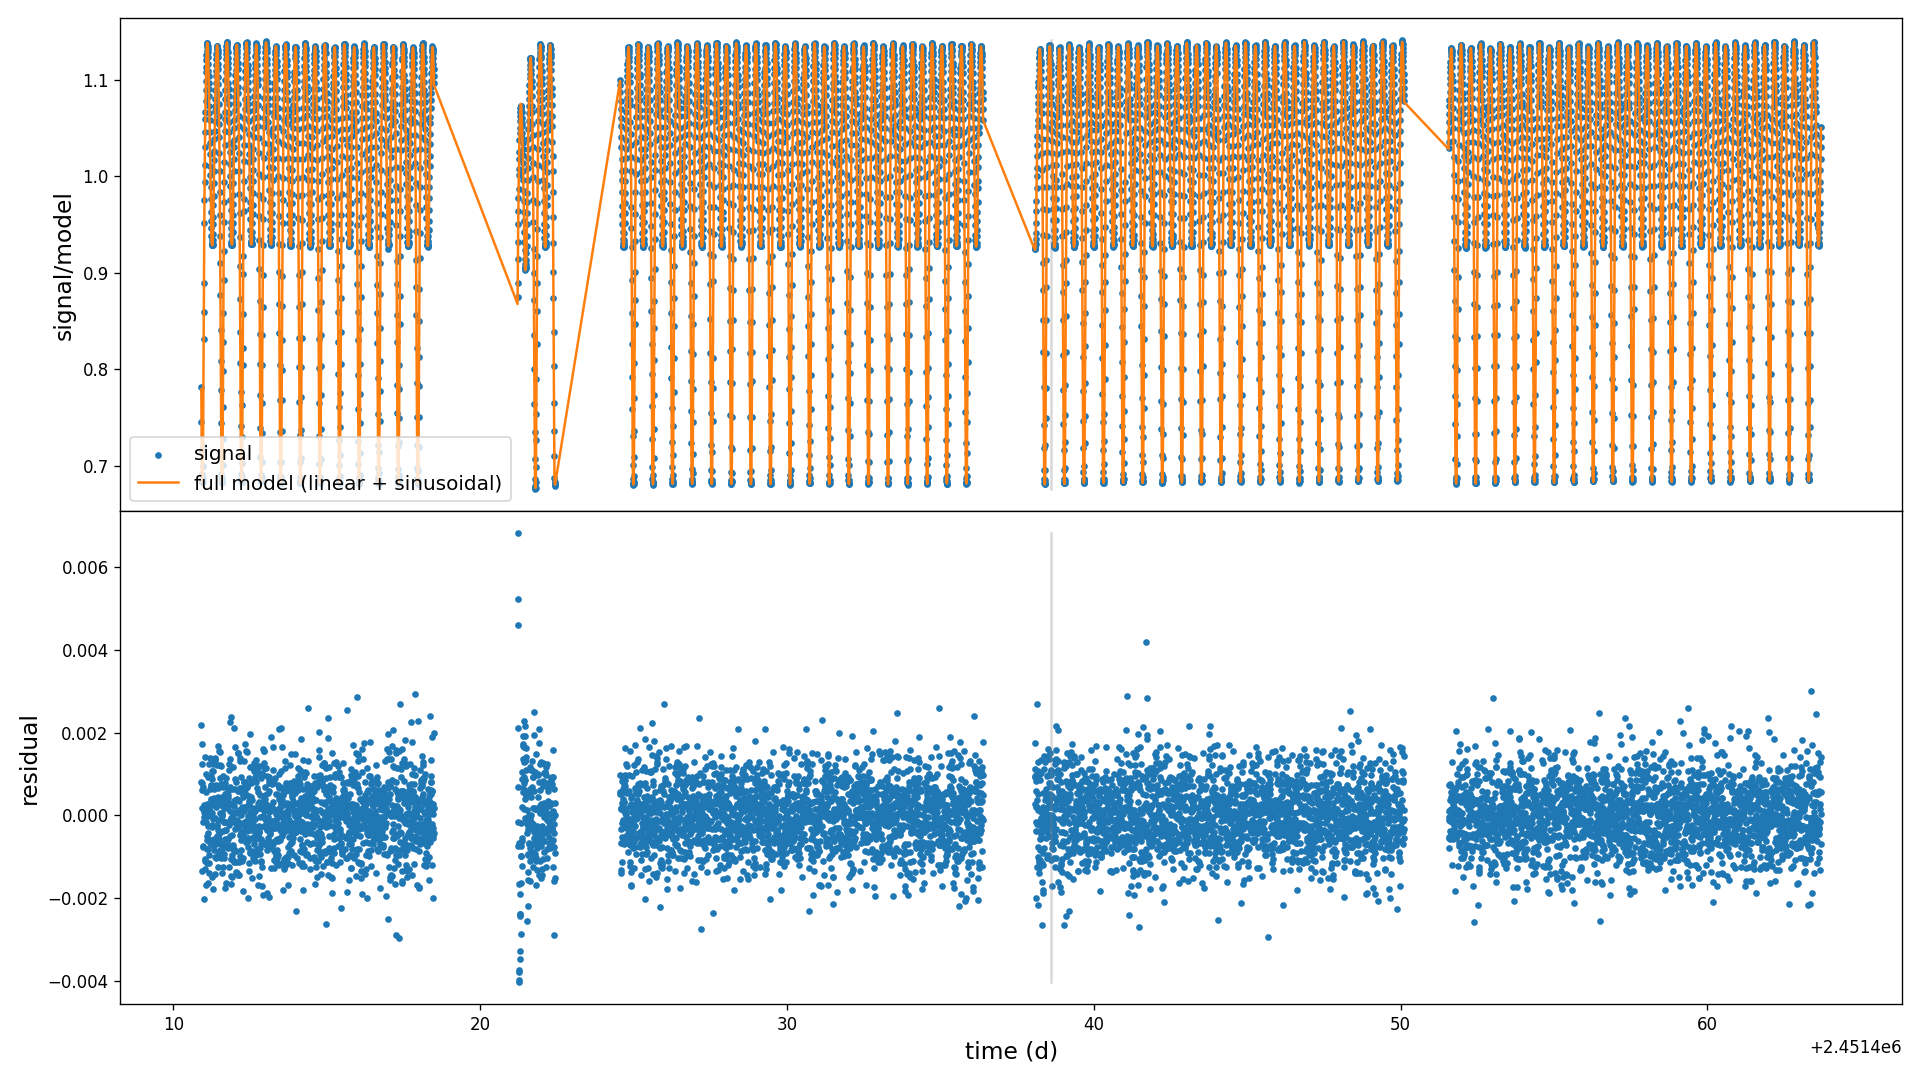 1.1
1.0
0.9
0.8
0.7
signal/model
signal
full model (linear + sinusoidal)
0.006
0.004
0.002
0.000
−0.002
−0.004
residual
10
20
30
40
50
60
time (d)
+2.4514e6